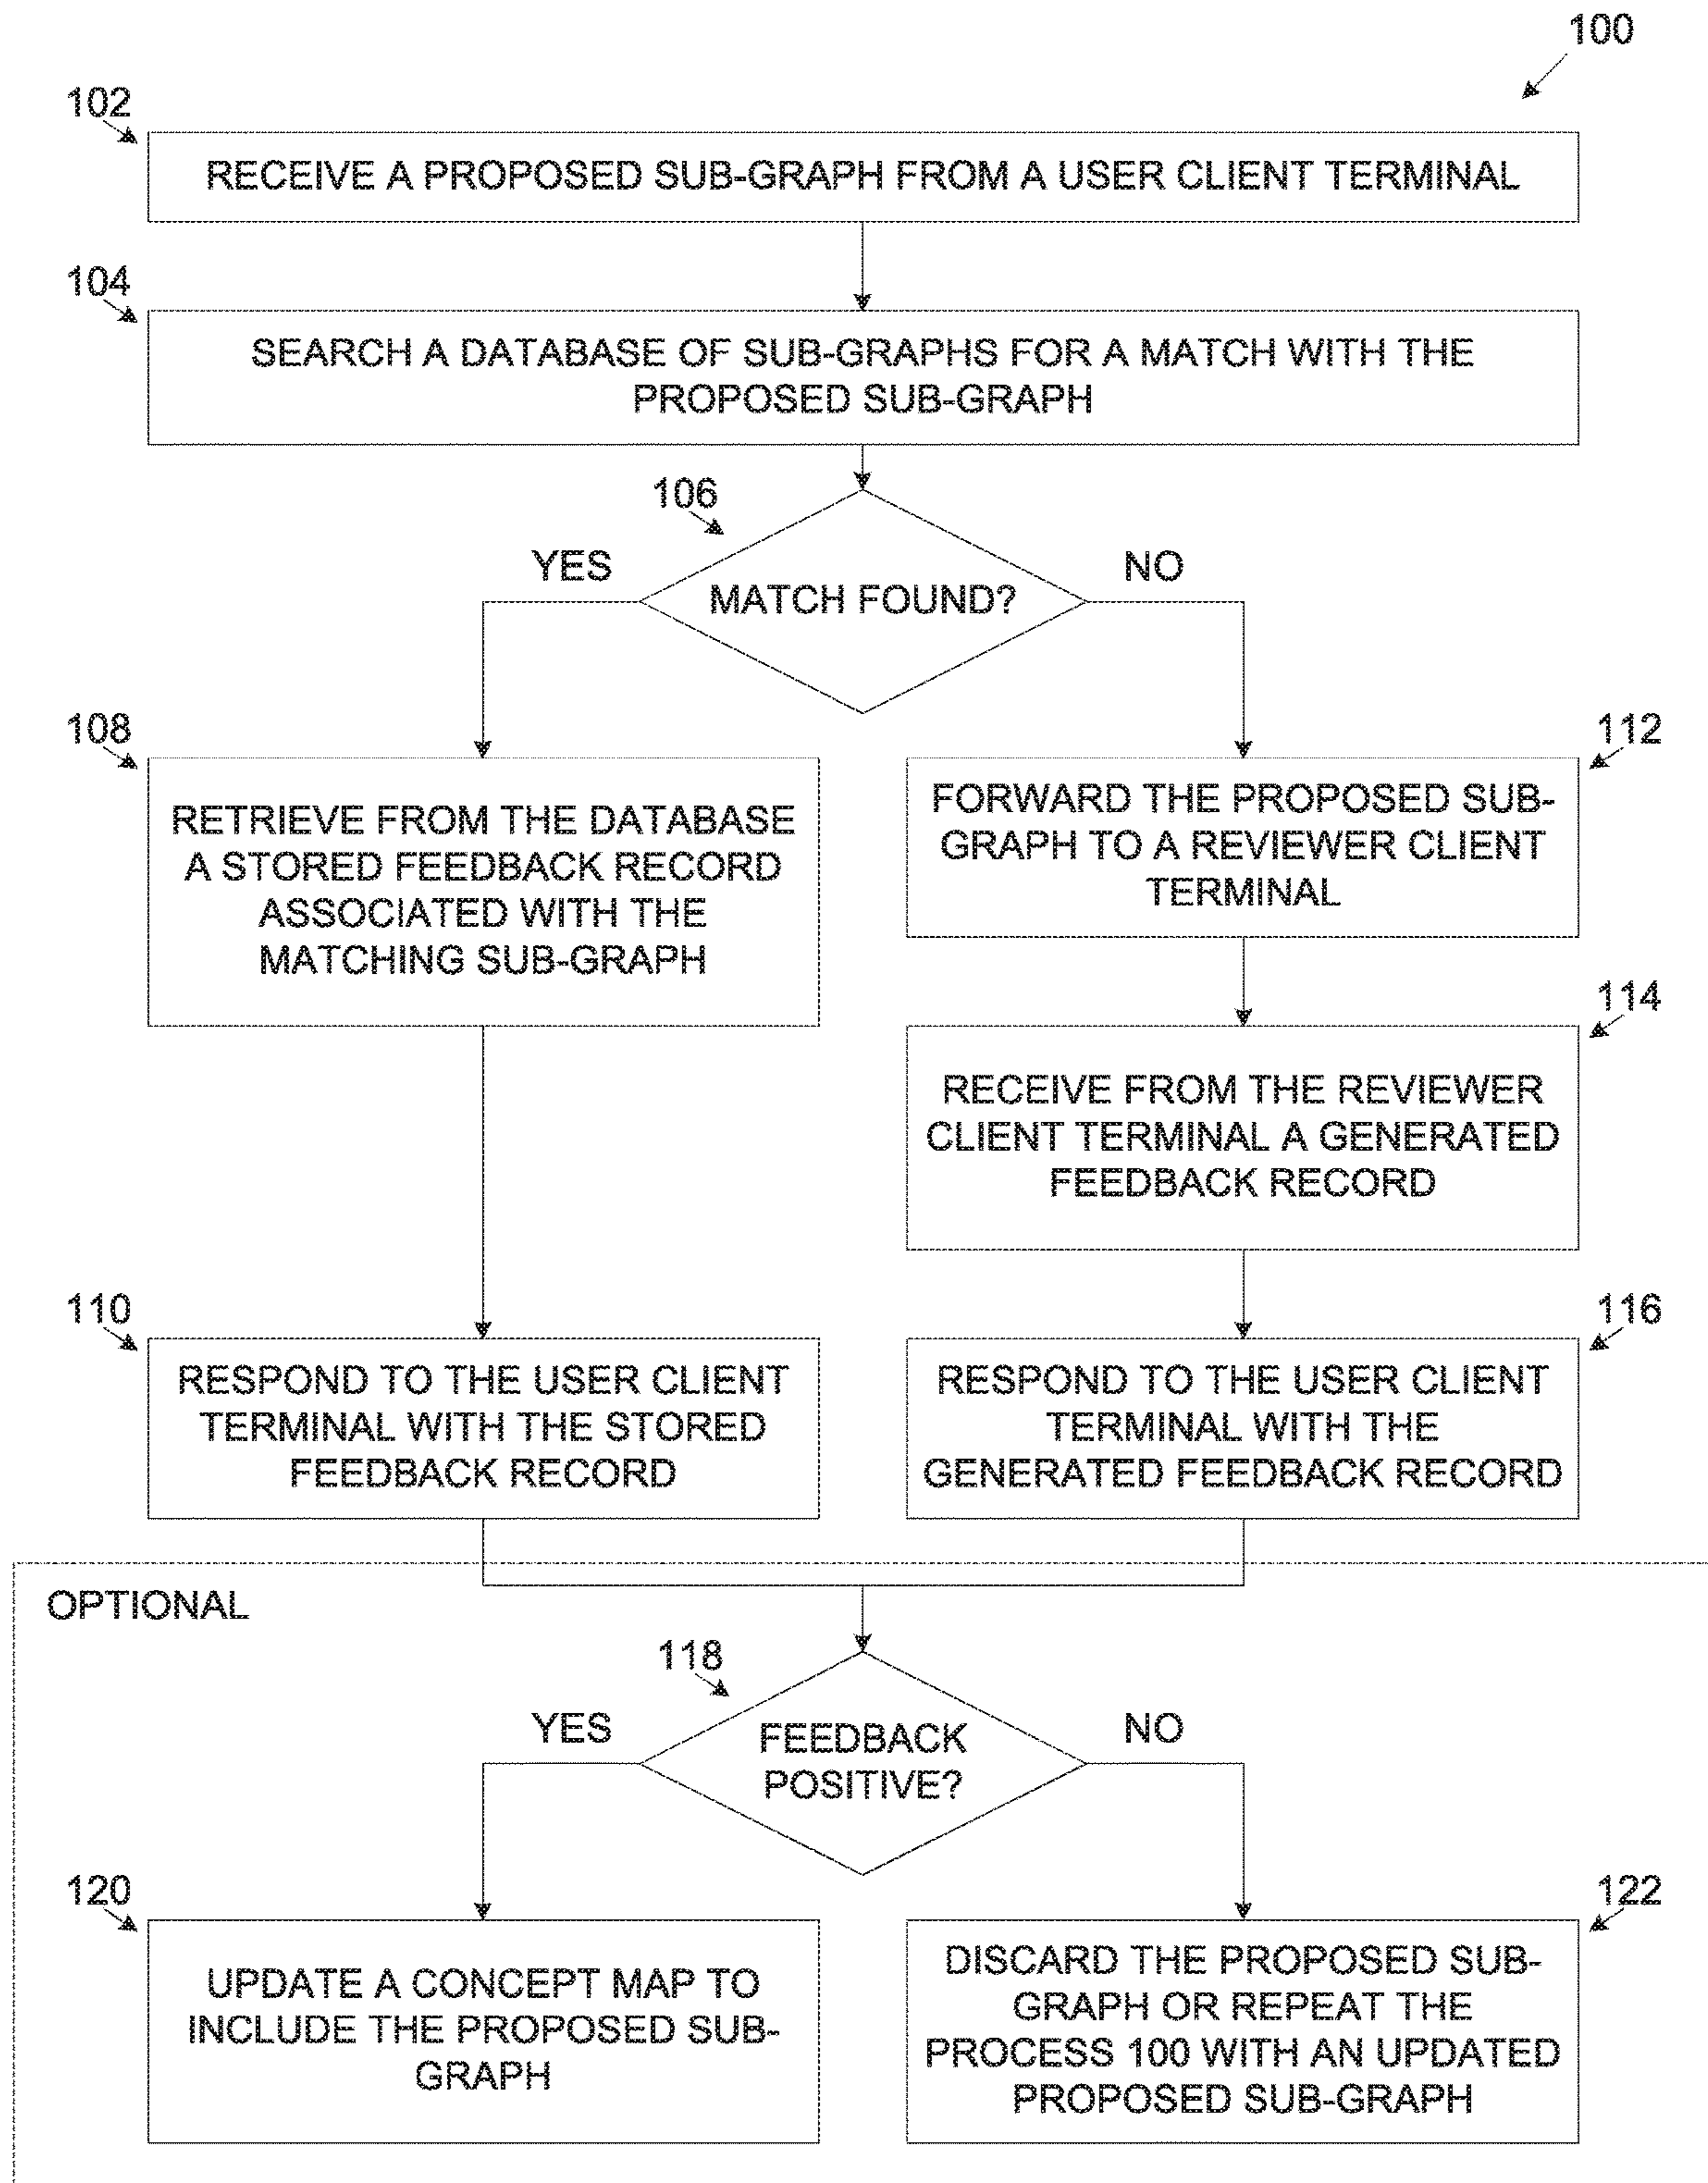 100
102
RECEIVE A PROPOSED SUB-GRAPH FROM A USER CLIENT TERMINAL
104
SEARCH A DATABASE OF SUB-GRAPHS FOR A MATCH WITH THE
PROPOSED SUB-GRAPH
106
YES
NO
MATCH FOUND?
108
RETRIEVE FROM THE DATABASE
A STORED FEEDBACK RECORD
ASSOCIATED WITH THE
MATCHING SUB-GRAPH
112
FORWARD THE PROPOSED SUB-
GRAPH TO A REVIEWER CLIENT
TERMINAL
114
RECEIVE FROM THE REVIEWER
CLIENT TERMINAL A GENERATED
FEEDBACK RECORD
110
RESPOND TO THE USER CLIENT
TERMINAL WITH THE STORED
FEEDBACK RECORD
116
RESPOND TO THE USER CLIENT
TERMINAL WITH THE
GENERATED FEEDBACK RECORD
OPTIONAL
118
YES
NO
FEEDBACK
POSITIVE?
120
UPDATE A CONCEPT MAP TO
INCLUDE THE PROPOSED SUB-
GRAPH
122
DISCARD THE PROPOSED SUB-
GRAPH OR REPEAT THE
PROCESS 100 WITH AN UPDATED
PROPOSED SUB-GRAPH